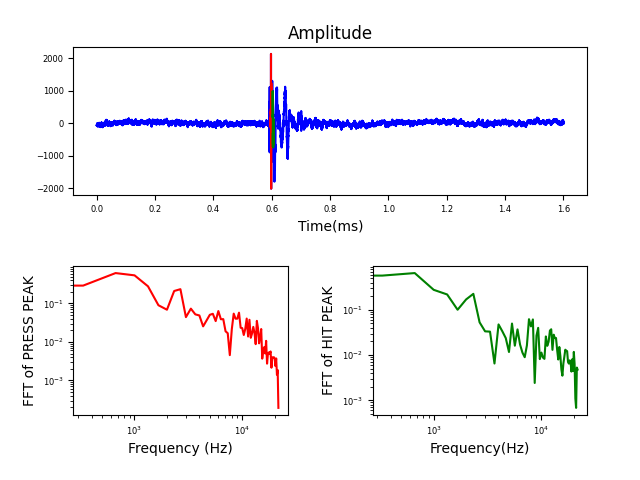 Amplitude
2000
1000
0
−1000
−2000
0.0 0.2 0.4 0.6 0.8 1.0 1.2 1.4 1.6
Time(ms)
FFT of PRESS PEAK
10⁻¹
10⁻²
10⁻³
10³ 10⁴
Frequency (Hz)
FFT of HIT PEAK
10⁻¹
10⁻²
10⁻³
10³ 10⁴
Frequency(Hz)